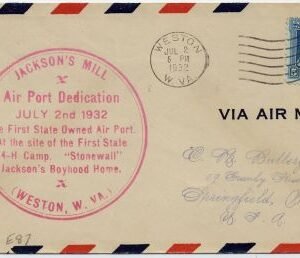 JACKSON'S MILL
X
Air Port Dedication
JULY 2nd 1932
e First State Owned Air Port.
At the site of the First State
4-H Camp. "Stonewall"
Jackson's Boyhood Home.
X
(WESTON, W. VA.)
WESTON
JUL 2
6 PM
1932
W. VA.
VIA AIR M
Springfield,
U.S.A.
E87